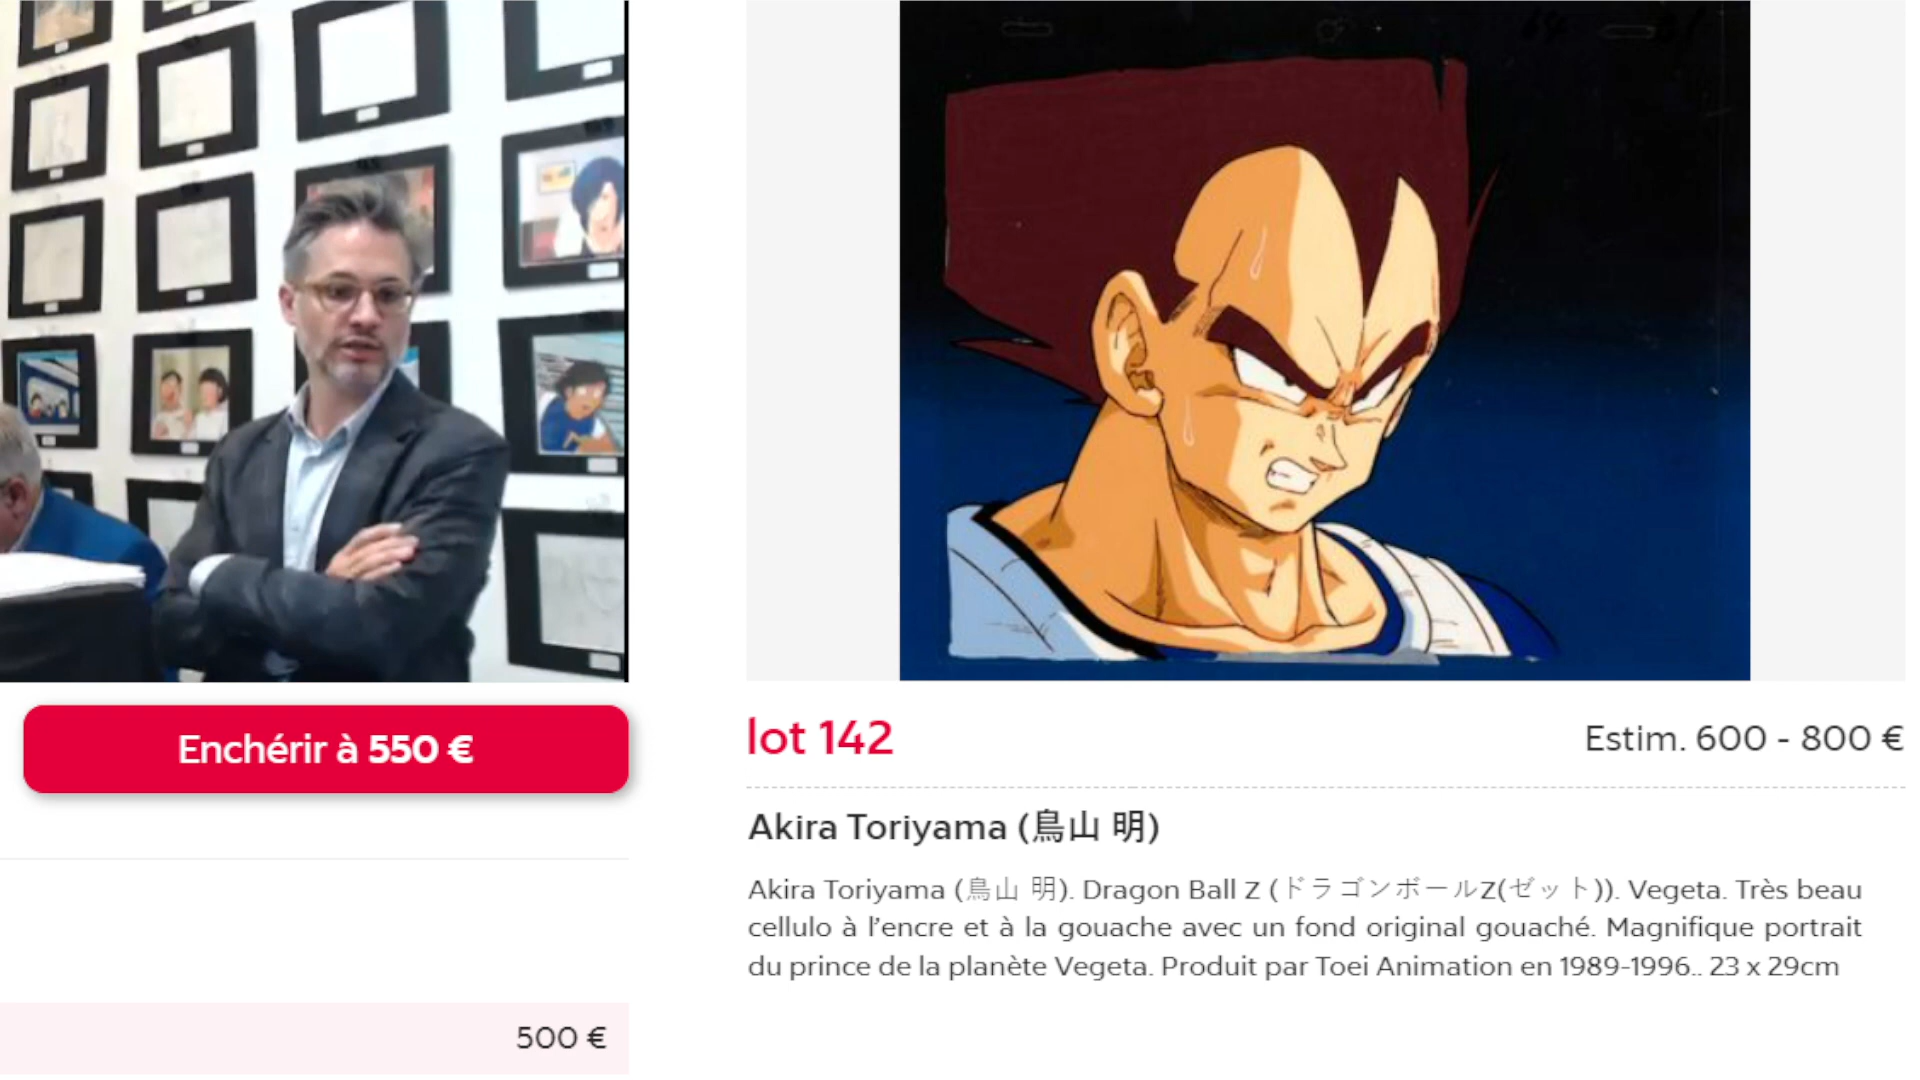 Enchérir à 550 €
500 €
lot 142
Estim. 600 - 800 €
Akira Toriyama (鳥山 明)
Akira Toriyama (鳥山 明). Dragon Ball Z (ドラゴンボールZ(ゼット)). Vegeta. Très beau
cellulo à l’encre et à la gouache avec un fond original gouaché. Magnifique portrait
du prince de la planète Vegeta. Produit par Toei Animation en 1989-1996.. 23 x 29cm